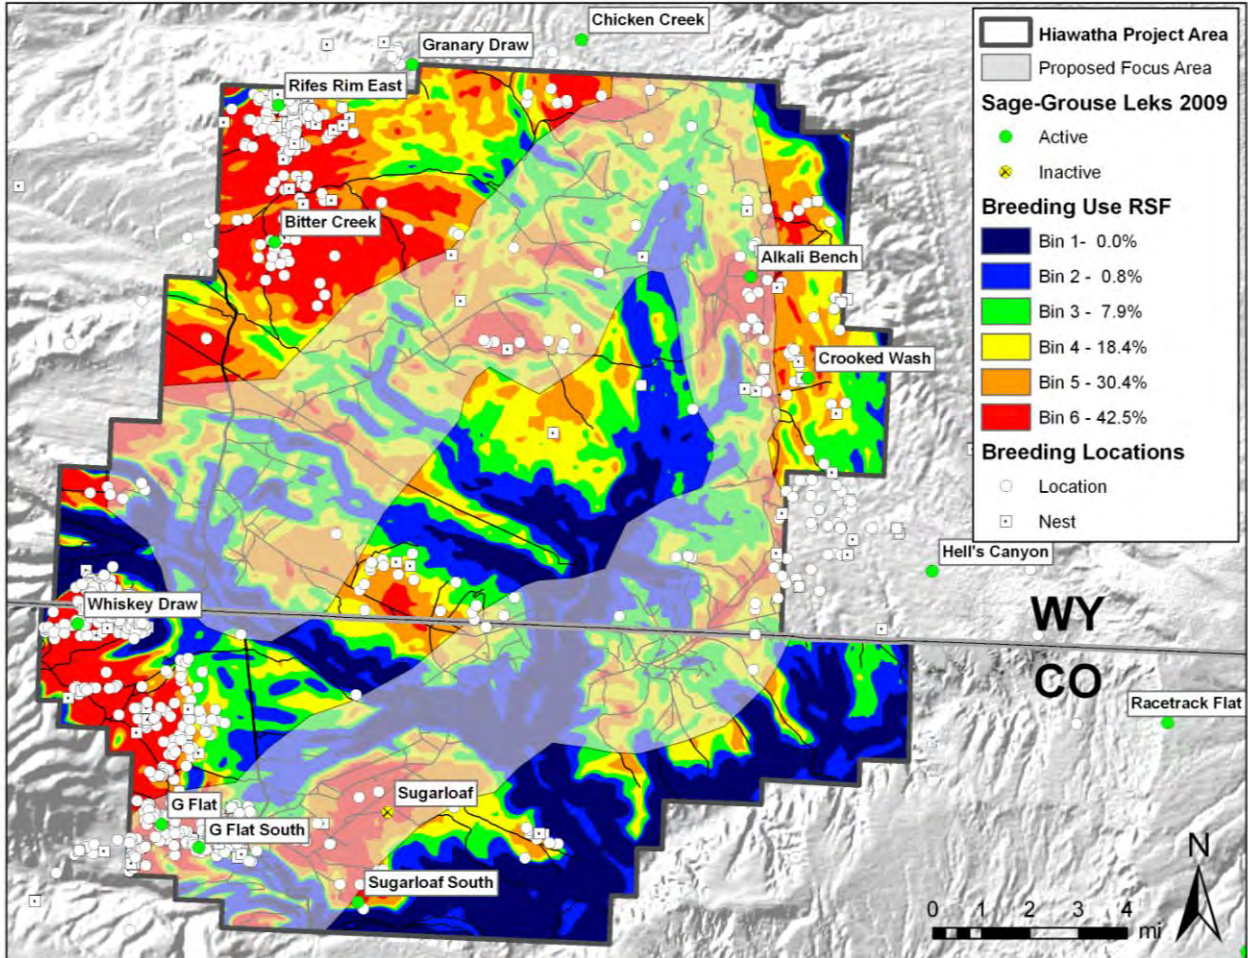 Chicken Creek
Granary Draw
Rifes Rim East
Bitter Creek
Alkali Bench
Crooked Wash
Hell's Canyon
Whiskey Draw
WY
CO
Racetrack Flat
Sugarloaf
G Flat
G Flat South
Sugarloaf South
Hiawatha Project Area
Proposed Focus Area
Sage-Grouse Leks 2009
Active
Inactive
Breeding Use RSF
Bin 1- 0.0%
Bin 2 - 0.8%
Bin 3 - 7.9%
Bin 4 - 18.4%
Bin 5 - 30.4%
Bin 6 - 42.5%
Breeding Locations
Location
Nest
N
0 1 2 3 4
mi